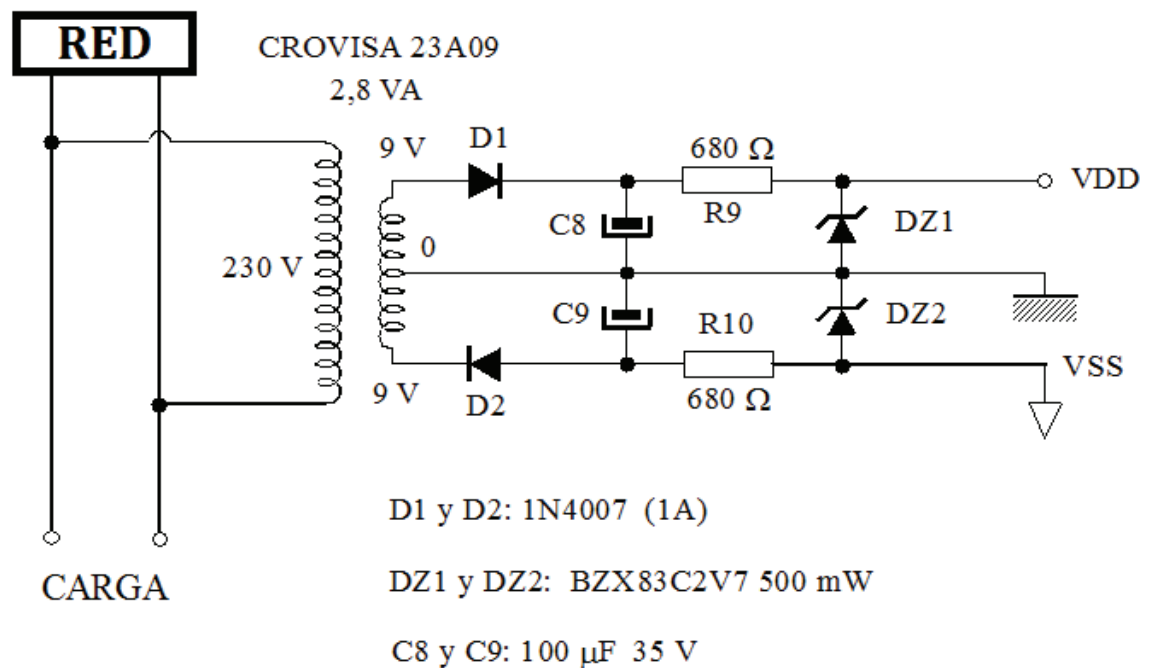 RED
CROVISA 23A09
2,8 VA
9 V
D1
680 Ω
VDD
R9
C8
DZ1
230 V
0
C9
R10
DZ2
9 V
D2
680 Ω
VSS
D1 y D2: 1N4007 (1A)
CARGA
DZ1 y DZ2: BZX83C2V7 500 mW
C8 y C9: 100 μF 35 V